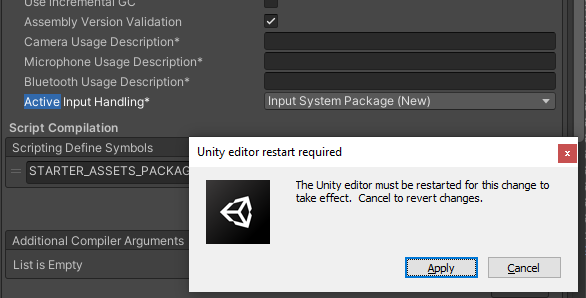 Use incremental GC
Assembly Version Validation
Camera Usage Description*
Microphone Usage Description*
Bluetooth Usage Description*
Active Input Handling*
Input System Package (New)
Script Compilation
Scripting Define Symbols
STARTER_ASSETS_PACKAG
Unity editor restart required
The Unity editor must be restarted for this change to
take effect. Cancel to revert changes.
Apply
Cancel
Additional Compiler Arguments
List is Empty